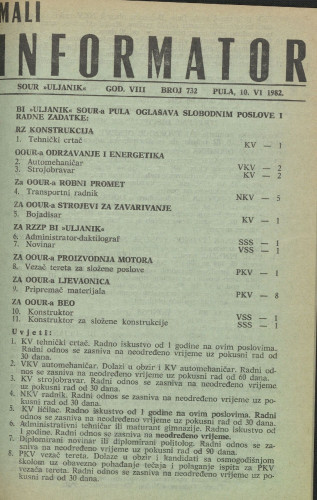 MALI
INFORMATOR
SOUR »ULJANIK« GOD. VIII BROJ 732 PULA, 10. VI 1982.
BI »ULJANIK« SOUR-a PULA OGLAŠAVA SLOBODNIM POSLOVE I
RADNE ZADATKE:
RZ KONSTRUKCIJA
1. Tehnički crtač KV — 1
OOUR-a ODRŽAVANJE I ENERGETIKA
2. Automehaničar VKV — 2
3. Strojobravar KV — 2
Za OOUR-a ROBNI PROMET
4. Transportni radnik NKV — 5
ZA OOUR-a STROJEVI ZA ZAVARIVANJE
5. Bojadisar KV — 1
Za RZZP BI »ULJANIK«
6. Administrator-daktilograf SSS — 1
7. Novinar VSS — 1
ZA OOUR-a PROIZVODNJA MOTORA
8. Vezač tereta za složene poslove PKV — 1
ZA OOUR-a LJEVAONICA
9. Pripremač materijala PKV — 8
ZA OOUR-a BEO
10. Konstruktor VSS — 1
11. Konstruktor za složene konstrukcije SSS — 1
Uvjeti:
1. KV tehnički crtač. Radno iskustvo od 1 godine na ovim poslovima.
Radni odnos se zasniva na neodređeno vrijeme uz pokusni rad od
30 dana.
2. VKV automehaničar. Dolazi u obzir i KV automehaničar. Radni od-
nos se zasniva na neodređeno vrijeme uz pokusni rad od 60 dana.
3. KV strojobravar. Radni odnos se zasniva na neodređeno vrijeme
uz pokusni rad od 30 dana.
4. NKV radnik. Radni odnos se zasniva na neodređeno vrijeme uz po-
kusni rad od 30 dana.
5. KV ličilac. Radno iskustvo od 1 godine na ovim poslovima. Radni
odnos se zasniva na neodređeno vrijeme uz pokusni rad od 30 dana.
6. Administrativni tehničar ili maturant gimnazije. Radno iskustvo od
1 godine. Radni odnos se zasniva na neodređeno vrijeme.
7. Diplomirani novinar ili diplomirani politolog. Radni odnos se za-
sniva na neodređeno vrijeme uz pokusni rad od 90 dana.
8. PKV vezač tereta. Dolaze u obzir i kandidati sa osmogodišnjom
školom uz obavezno pohađanje tečaja i polaganje ispita za PKV
vezača tereta. Radni odnos se zasniva na neodređeno vrijeme uz po-
kusni rad od 30 dana.